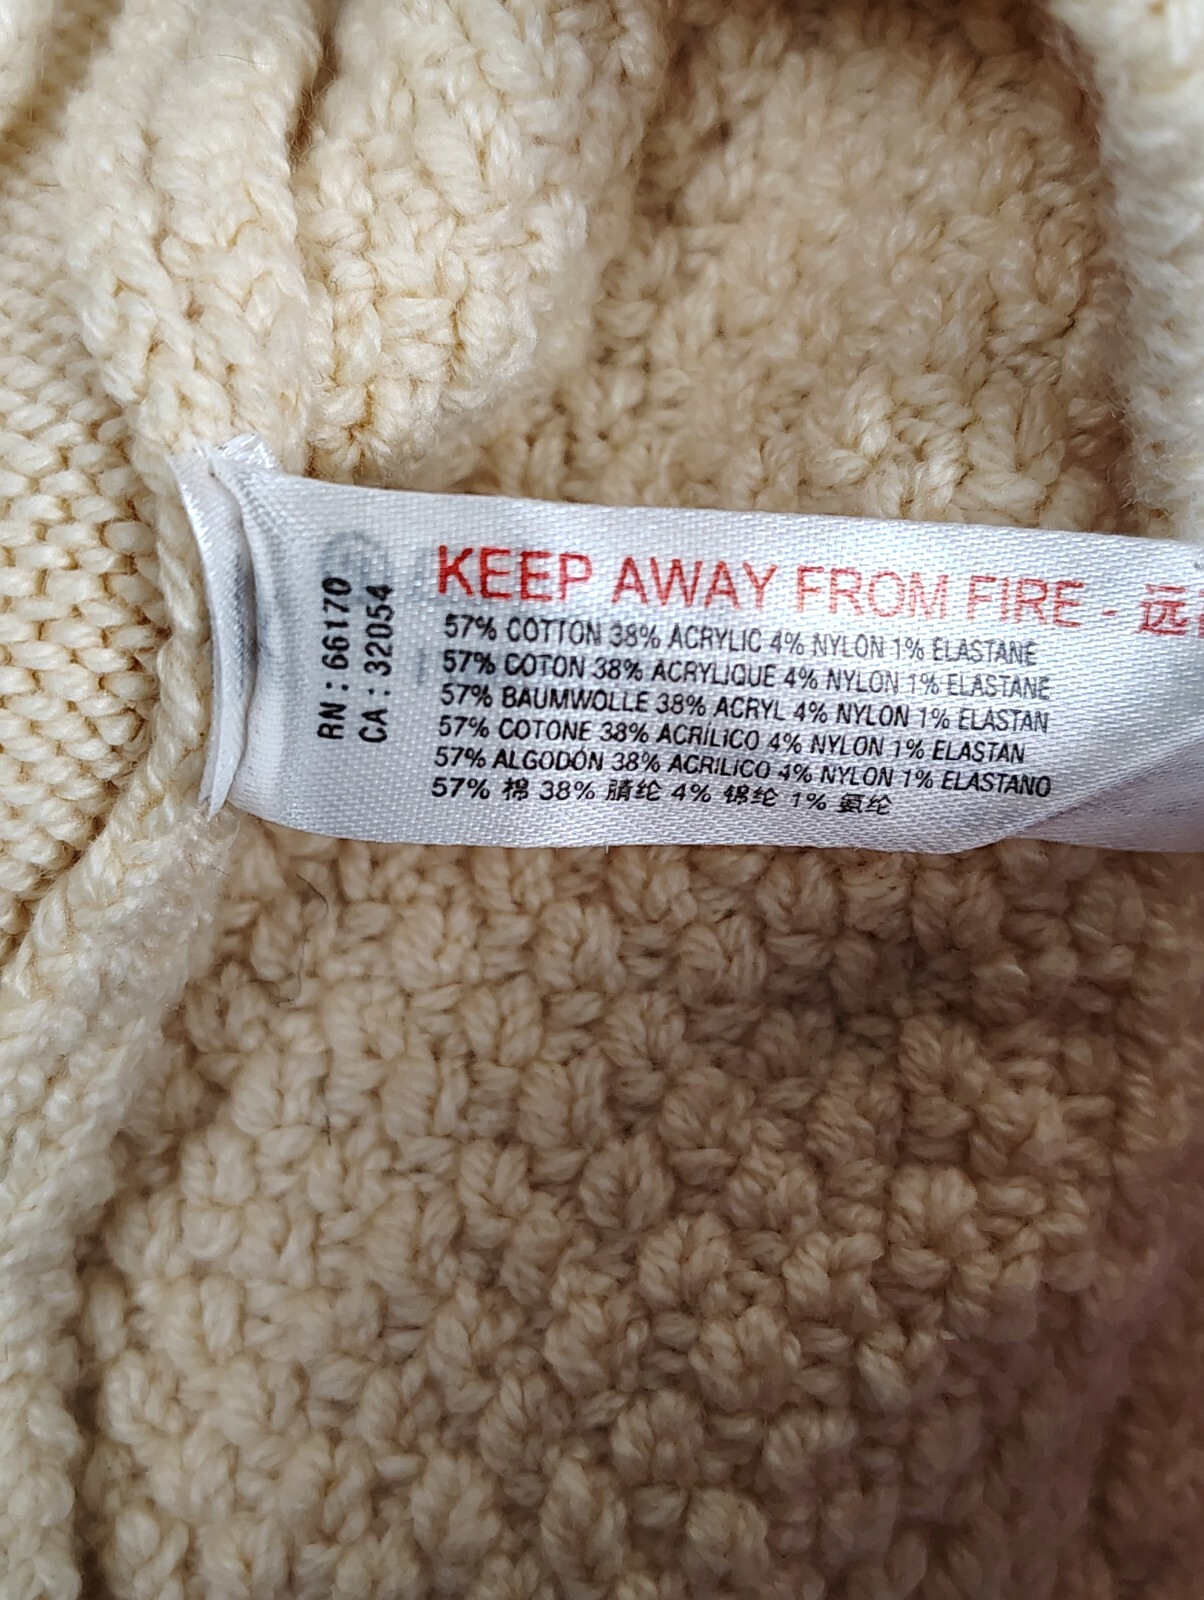 RN : 66170
CA : 32054
KEEP AWAY FROM FIRE - 远
57% COTTON 38% ACRYLIC 4% NYLON 1% ELASTANE
57% COTON 38% ACRYLIQUE 4% NYLON 1% ELASTANE
57% BAUMWOLLE 38% ACRYL 4% NYLON 1% ELASTAN
57% COTONE 38% ACRILICO 4% NYLON 1% ELASTAN
57% ALGODÓN 38% ACRILICO 4% NYLON 1% ELASTANO
57% 棉 38% 腈纶 4% 锦纶 1% 氨纶